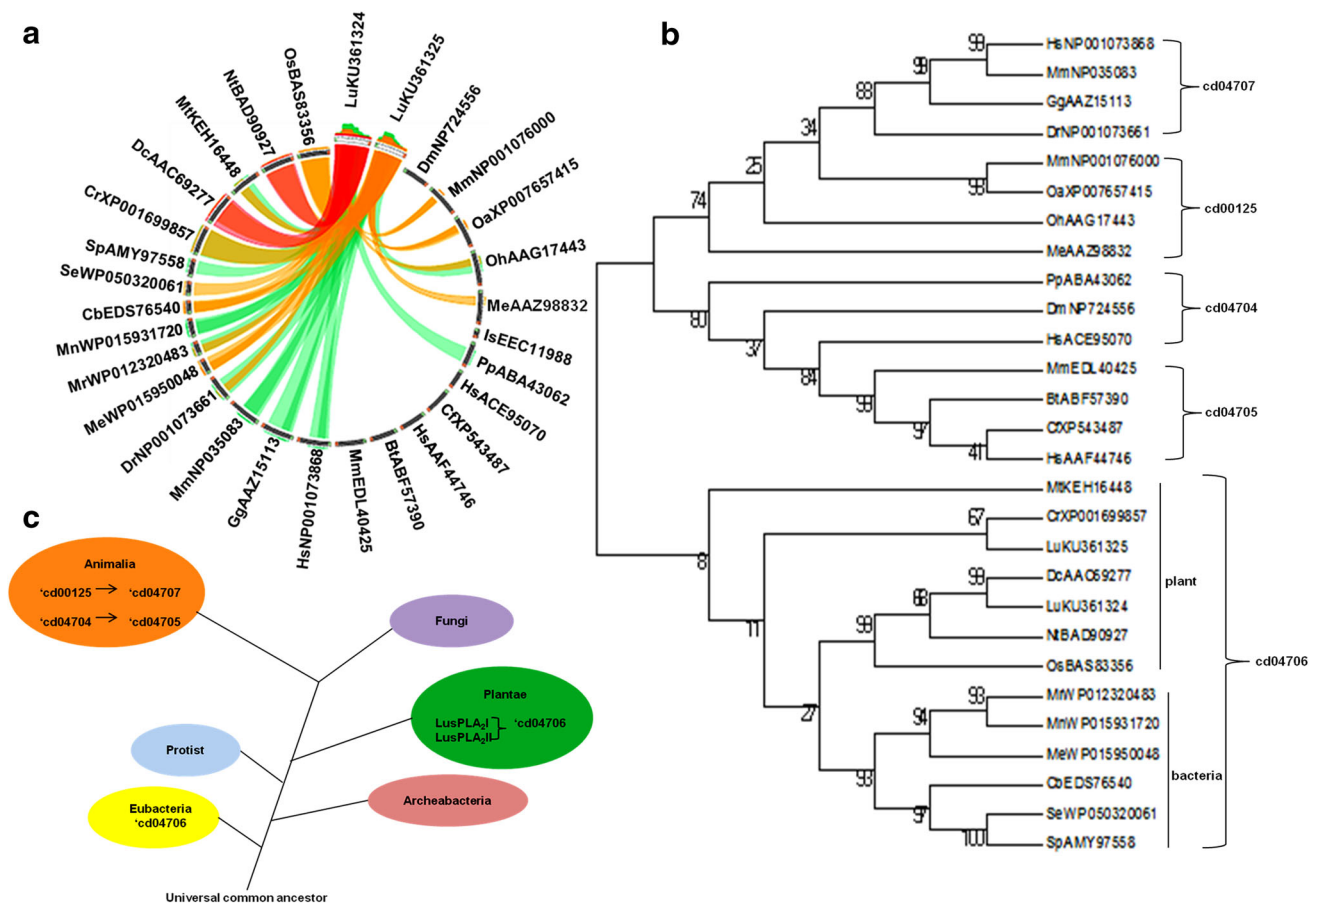 a
LuKU361324
LuKU361325
DmNP724556
MmNP001076000
OaXP007657415
OhAAG17443
MeAAZ98832
IsEEC11988
PpABA43062
HsACE95070
CfXP543487
HsAAF44746
BtABF57390
MmEDL40425
HsNP001073868
GgAAZ15113
MmNP035083
DrNP001073661
MeWP015950048
MrWP012320483
MnWP015931720
CbEDS76540
SeWP050320061
SpAMY97558
CrXP001699857
DcAAC69277
MtKEH16448
NtBAD90927
OsBAS83356
b
HsNP001073868
MmNP035083
GgAAZ15113
DrNP001073661
cd04707
MmNP001076000
OaXP007657415
OhAAG17443
MeAAZ98832
cd00125
PpABA43062
DmNP724556
HsACE95070
cd04704
MmEDL40425
BtABF57390
CfXP543487
HsAAF44746
cd04705
MtKEH16448
CrXP001699857
LuKU361325
DcAAC69277
LuKU361324
NtBAD90927
OsBAS83356
plant
MrWP012320483
MnWP015931720
MeWP015950048
CbEDS76540
SeWP050320061
SpAMY97558
bacteria
cd04706
99
88
34
25
74
99
80
37
84
99
97
41
8
67
11
99
99
27
93
94
93
97
100
c
Animalia
‘cd00125 → ‘cd04707
‘cd04704 → ‘cd04705
Fungi
Plantae
LusPLA₂I
LusPLA₂II
‘cd04706
Protist
Archeabacteria
Eubacteria
‘cd04706
Universal common ancestor